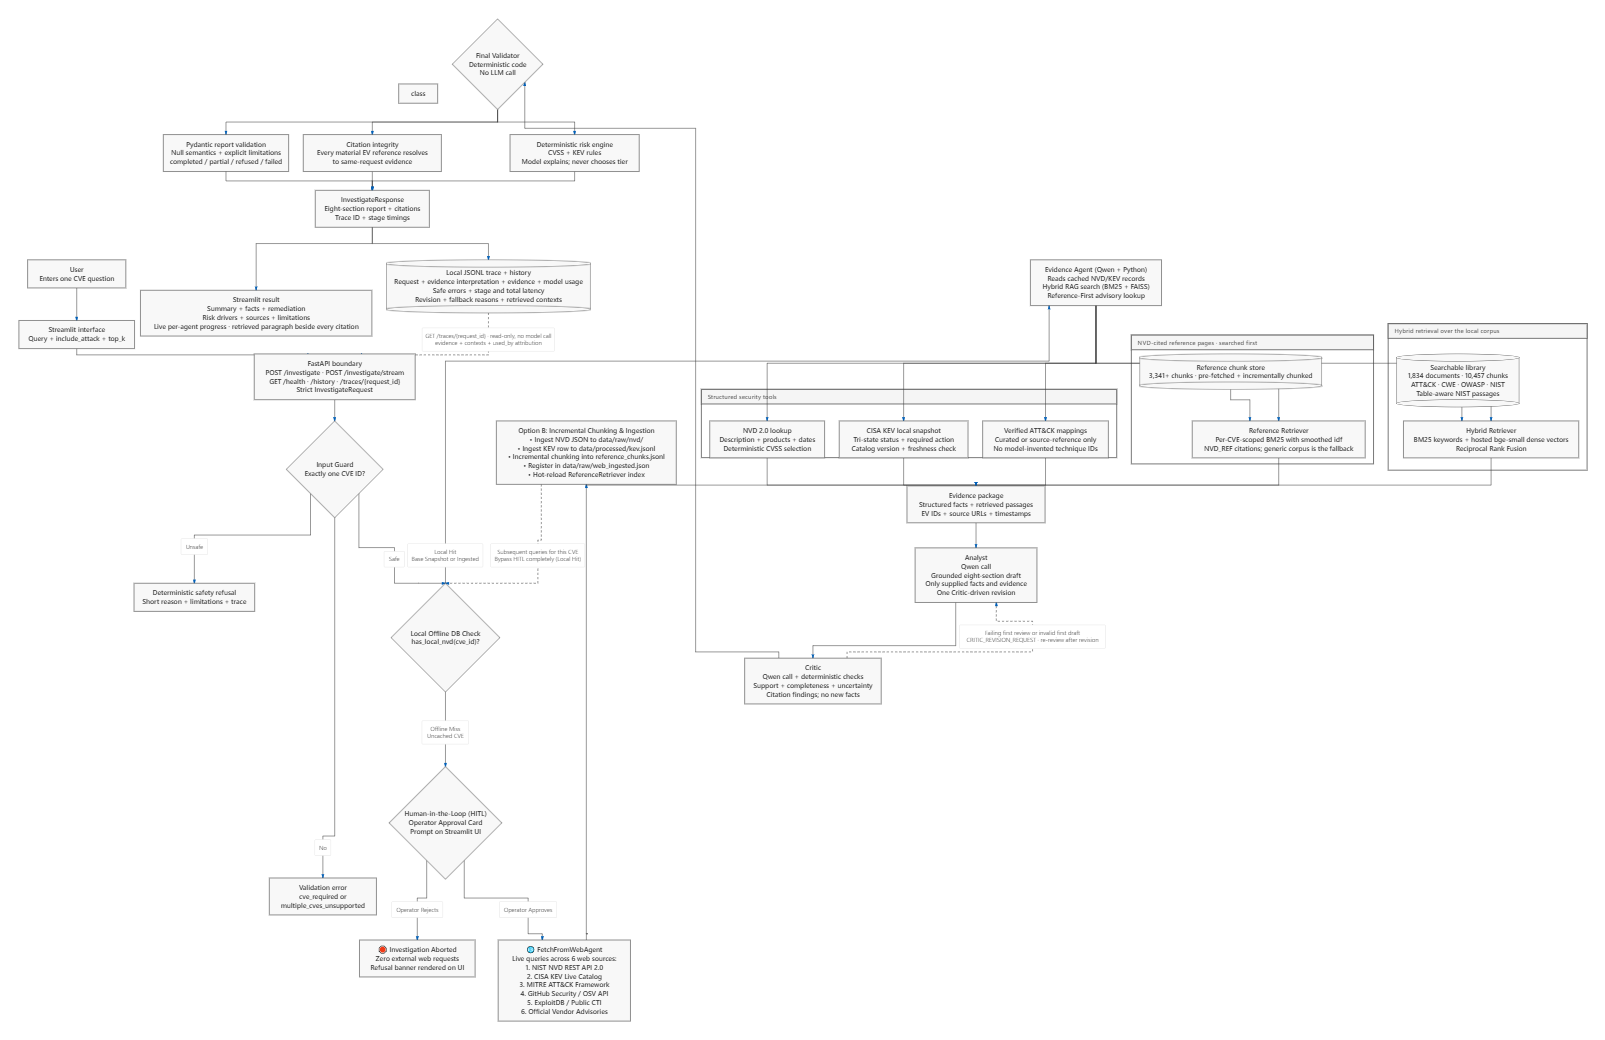 Final Validator
Deterministic code
No LLM call
class
Pydantic report validation
Null semantics + explicit limitations
completed / partial / refused / failed
Citation integrity
Every material EV reference resolves
to same-request evidence
Deterministic risk engine
CVSS + KEV rules
Model explains; never chooses tier
InvestigateResponse
Eight-section report + citations
Trace ID + stage timings
User
Enters one CVE question
Streamlit result
Summary + facts + remediation
Risk drivers + sources + limitations
Live per-agent progress · retrieved paragraph beside every citation
Local JSONL trace + history
Request + evidence interpretation + evidence + model usage
Safe errors + stage and total latency
Revision + fallback reasons + retrieved contexts
Evidence Agent (Qwen + Python)
Reads cached NVD/KEV records
Hybrid RAG search (BM25 + FAISS)
Reference-First advisory lookup
Streamlit interface
Query + include_attack + top_k
GET /traces/{request_id} · read-only, no model call
evidence + contexts + used_by attribution
Hybrid retrieval over the local corpus
NVD-cited reference pages · searched first
FastAPI boundary
POST /investigate · POST /investigate/stream
GET /health · /history · /traces/{request_id}
Strict InvestigateRequest
Reference chunk store
3,341+ chunks · pre-fetched + incrementally chunked
Searchable library
1,834 documents · 10,457 chunks
ATT&CK · CWE · OWASP · NIST
Table-aware NIST passages
Structured security tools
Option B: Incremental Chunking & Ingestion
• Ingest NVD JSON to data/raw/nvd/
• Ingest KEV row to data/processed/kev.jsonl
• Incremental chunking into reference_chunks.jsonl
• Register in data/raw/web_ingested.json
• Hot-reload ReferenceRetriever index
NVD 2.0 lookup
Description + products + dates
Deterministic CVSS selection
CISA KEV local snapshot
Tri-state status + required action
Catalog version + freshness check
Verified ATT&CK mappings
Curated or source-reference only
No model-invented technique IDs
Reference Retriever
Per-CVE-scoped BM25 with smoothed idf
NVD_REF citations; generic corpus is the fallback
Hybrid Retriever
BM25 keywords + hosted bge-small dense vectors
Reciprocal Rank Fusion
Input Guard
Exactly one CVE ID?
Evidence package
Structured facts + retrieved passages
EV IDs + source URLs + timestamps
Unsafe
Safe
Local Hit
Base Snapshot or Ingested
Subsequent queries for this CVE
Bypass HITL completely (Local Hit)
Analyst
Qwen call
Grounded eight-section draft
Only supplied facts and evidence
One Critic-driven revision
Deterministic safety refusal
Short reason + limitations + trace
Local Offline DB Check
has_local_nvd(cve_id)?
Failing first review or invalid first draft
CRITIC_REVISION_REQUEST · re-review after revision
Critic
Qwen call + deterministic checks
Support + completeness + uncertainty
Citation findings; no new facts
Offline Miss
Uncached CVE
Human-in-the-Loop (HITL)
Operator Approval Card
Prompt on Streamlit UI
No
Validation error
cve_required or
multiple_cves_unsupported
Operator Rejects
Operator Approves
Investigation Aborted
Zero external web requests
Refusal banner rendered on UI
FetchFromWebAgent
Live queries across 6 web sources:
1. NIST NVD REST API 2.0
2. CISA KEV Live Catalog
3. MITRE ATT&CK Framework
4. GitHub Security / OSV API
5. ExploitDB / Public CTI
6. Official Vendor Advisories